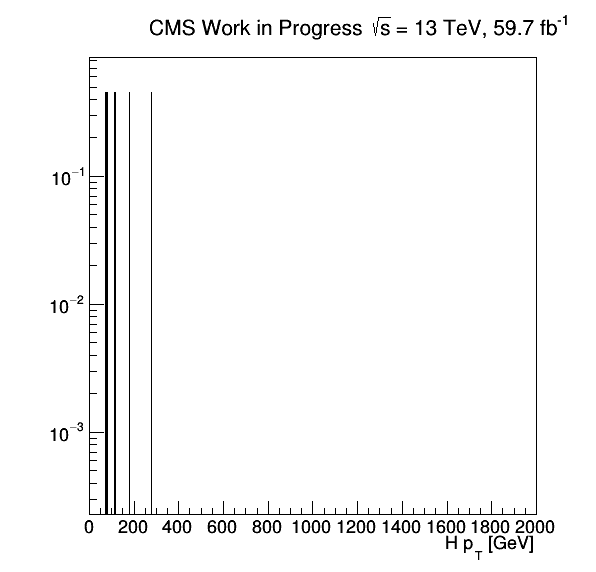 CMS Work in Progress √s = 13 TeV, 59.7 fb⁻¹
10⁻¹
10⁻²
10⁻³
0 200 400 600 800 1000 1200 1400 1600 1800 2000
H p_T [GeV]